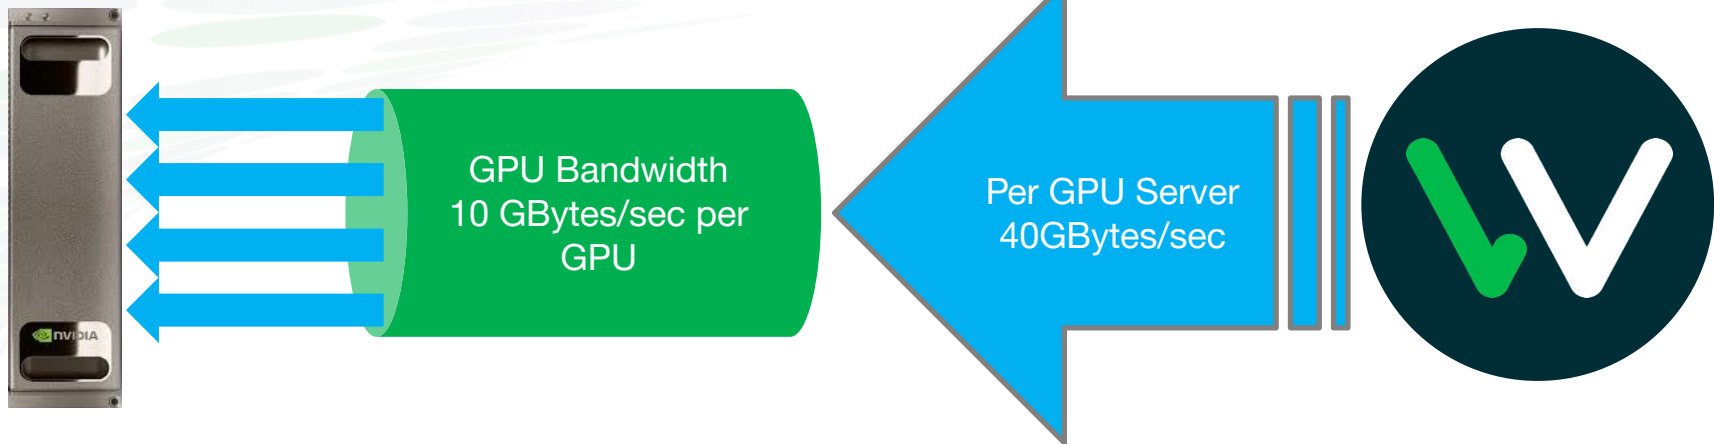 GPU Bandwidth
10 GBytes/sec per
GPU
Per GPU Server
40GBytes/sec
NVIDIA